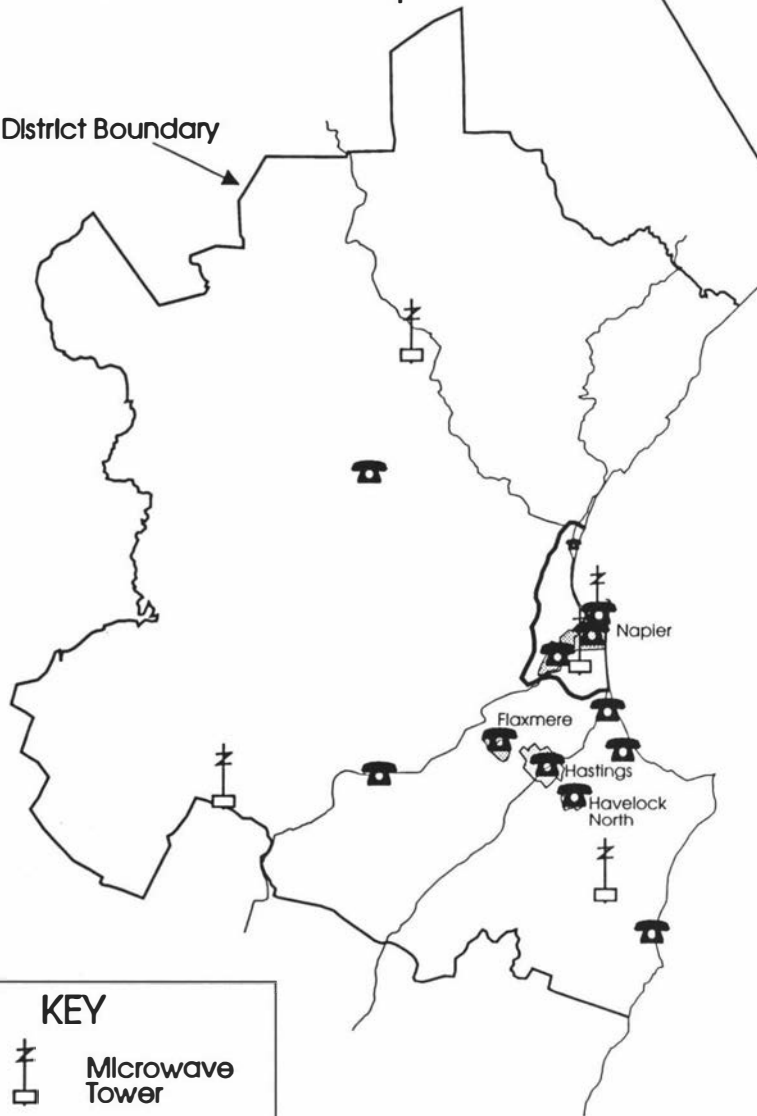 District Boundary
Napier
Flaxmere
Hastings
Havelock
North
KEY
Microwave
Tower